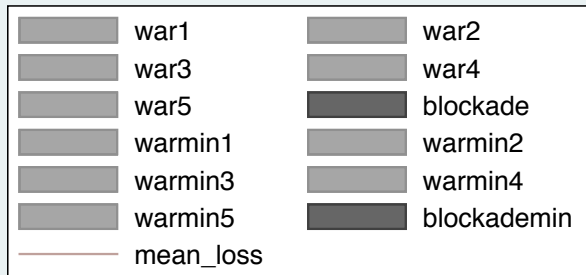 war1 war2
war3 war4
war5 blockade
warmin1 warmin2
warmin3 warmin4
warmin5 blockademin
mean_loss